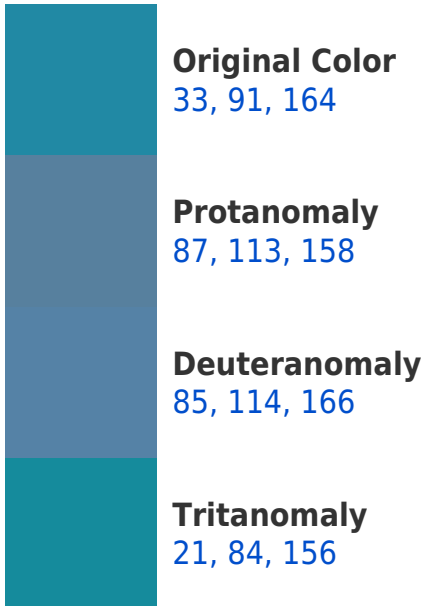 Original Color
33, 91, 164
Protanomaly
87, 113, 158
Deuteranomaly
85, 114, 166
Tritanomaly
21, 84, 156